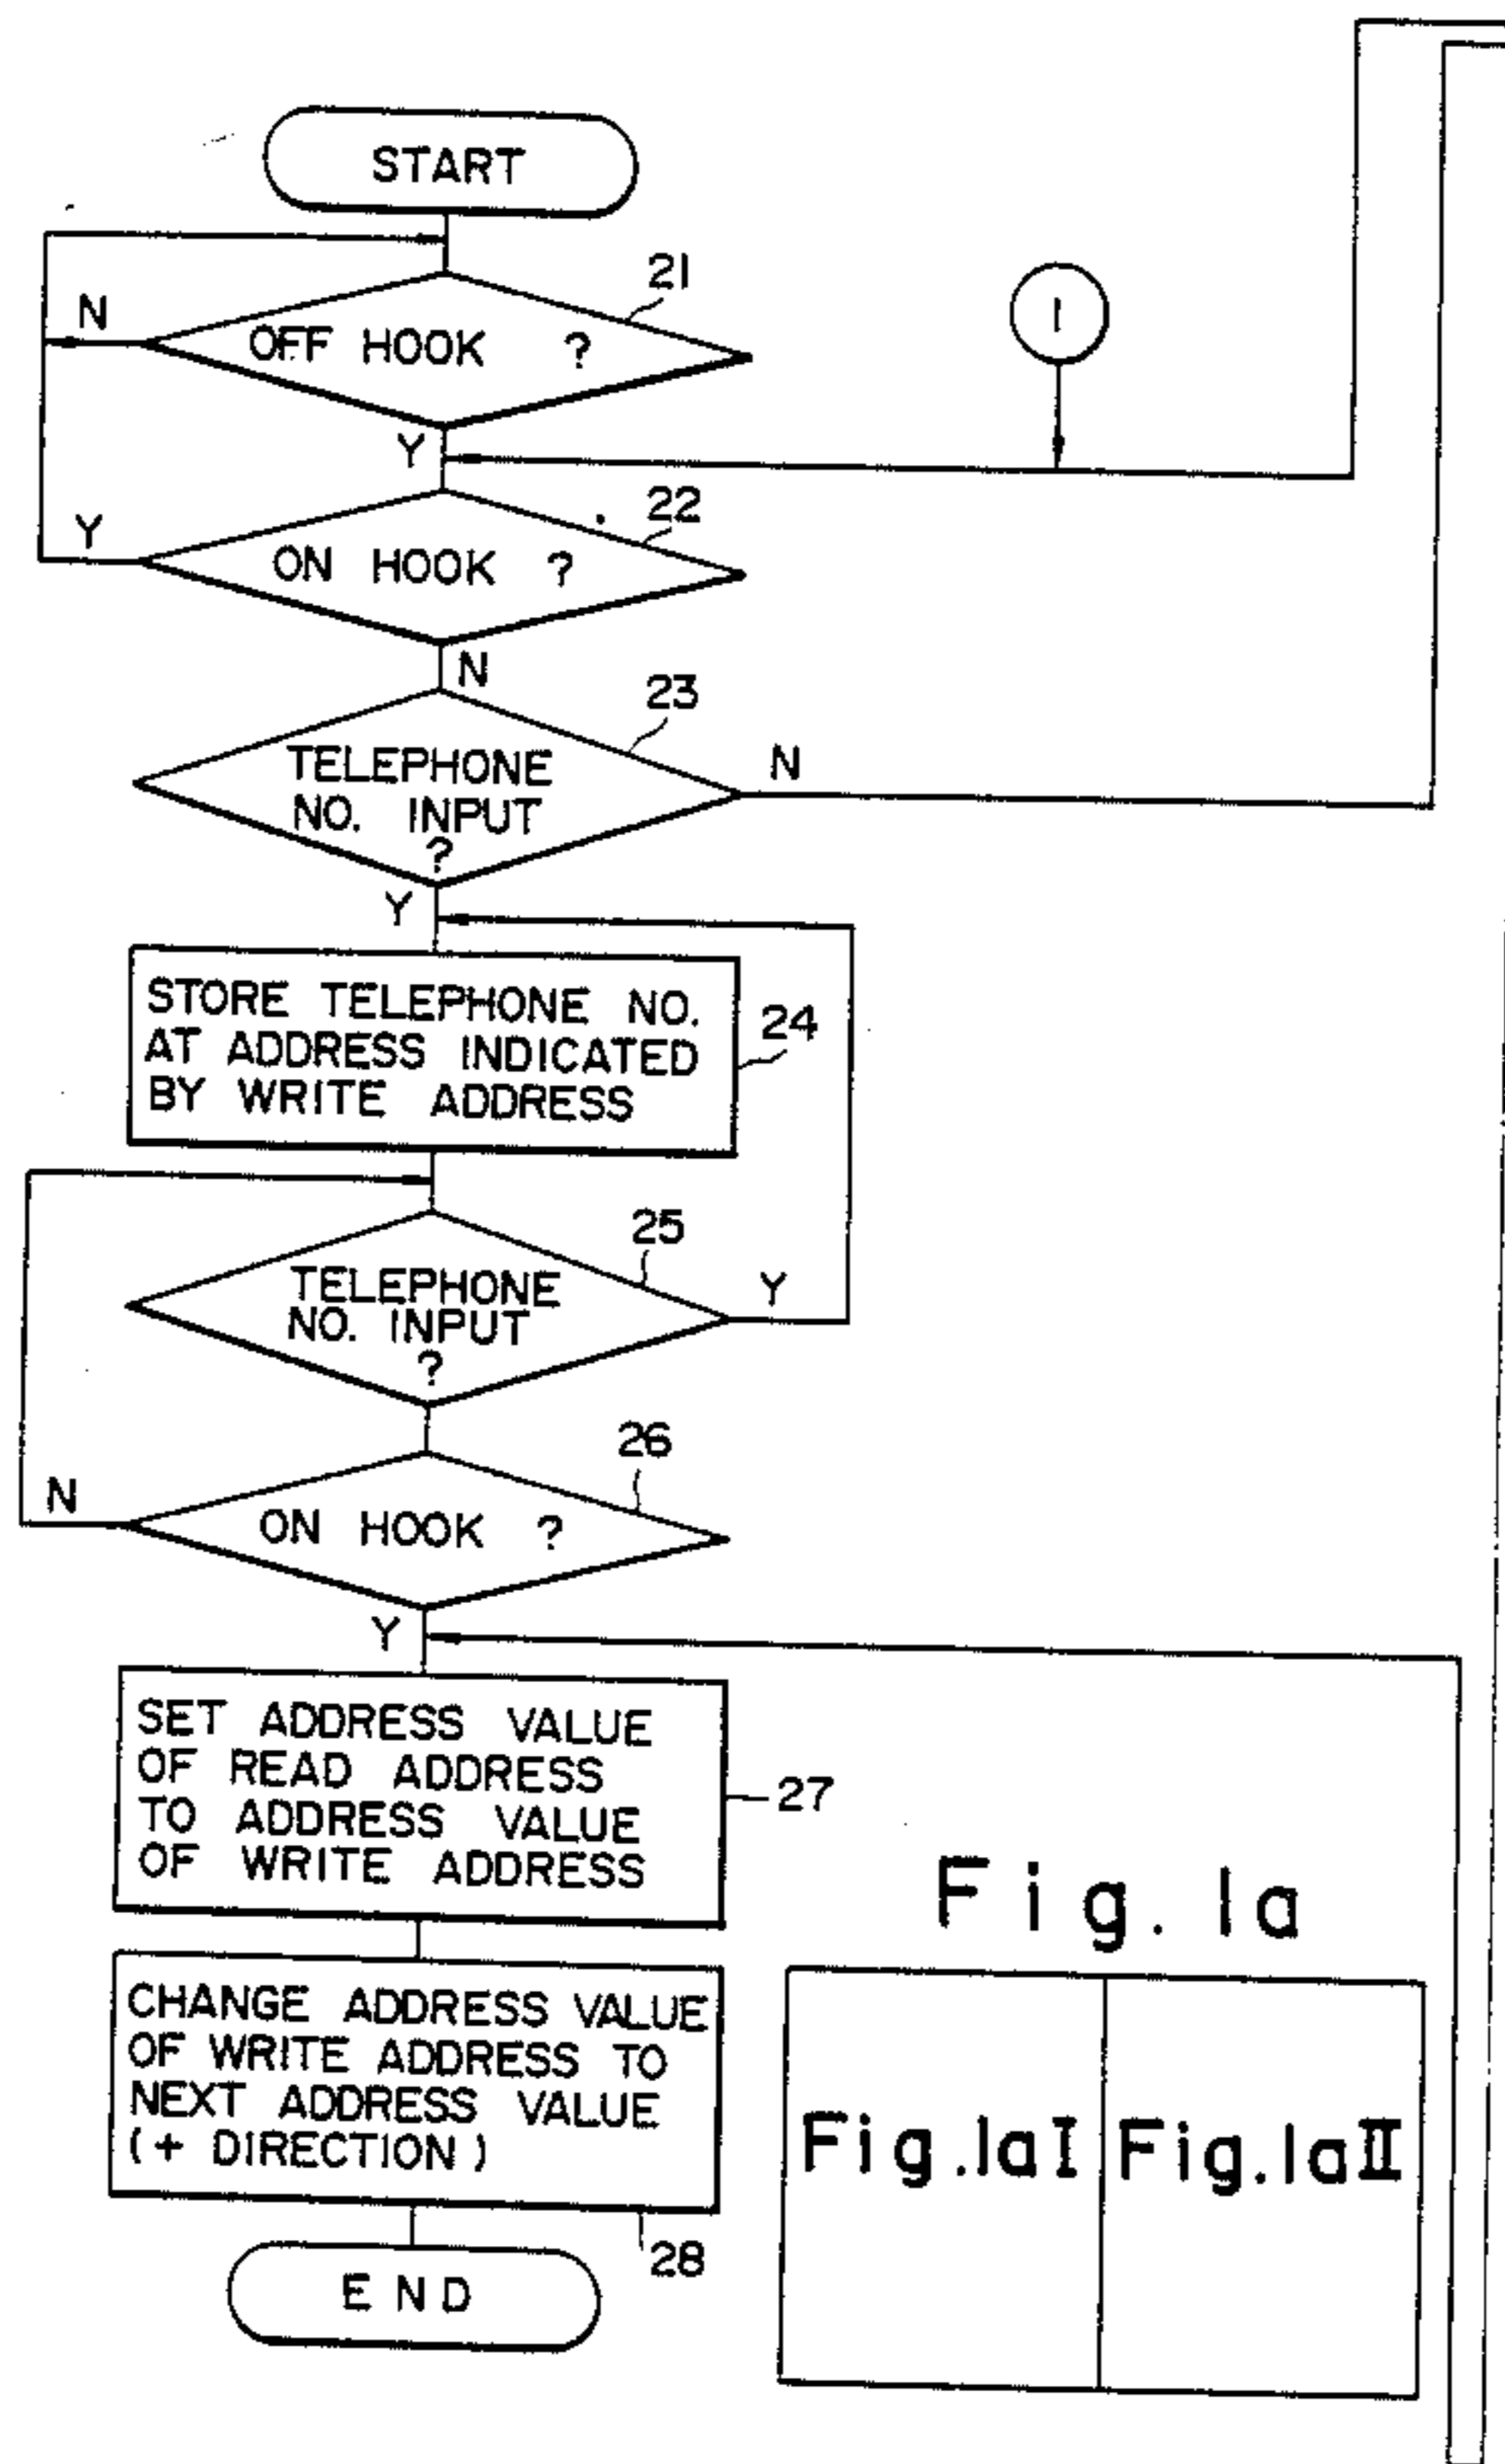 START
21
N
OFF HOOK ?
1
Y
22
Y
ON HOOK ?
N
23
TELEPHONE
NO. INPUT
?
N
Y
STORE TELEPHONE NO.
AT ADDRESS INDICATED
BY WRITE ADDRESS
24
25
TELEPHONE
NO. INPUT
?
Y
26
N
ON HOOK ?
Y
SET ADDRESS VALUE
OF READ ADDRESS
TO ADDRESS VALUE
OF WRITE ADDRESS
27
Fig. 1a
CHANGE ADDRESS VALUE
OF WRITE ADDRESS TO
NEXT ADDRESS VALUE
(+ DIRECTION)
28
Fig.1aI
Fig.1aII
END